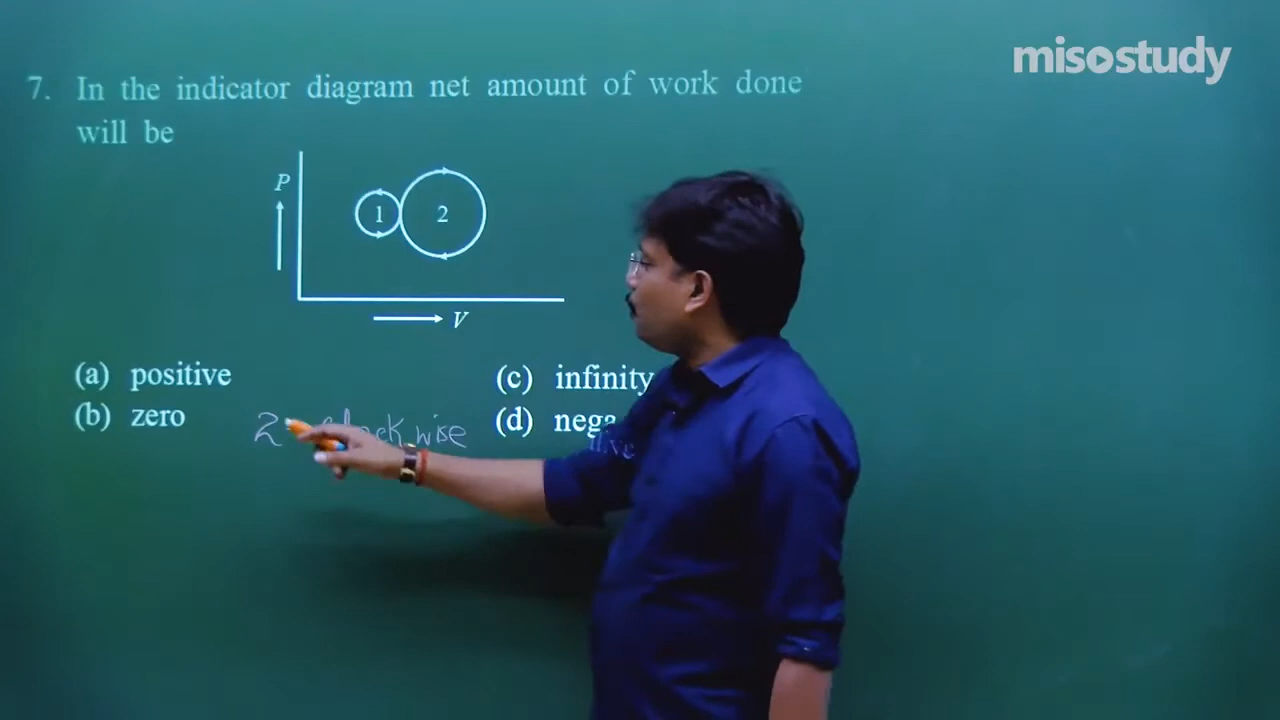 misostudy
7. In the indicator diagram net amount of work done
will be
P
1
2
V
(a) positive
(c) infinity
(b) zero
(d) nega
2
wise